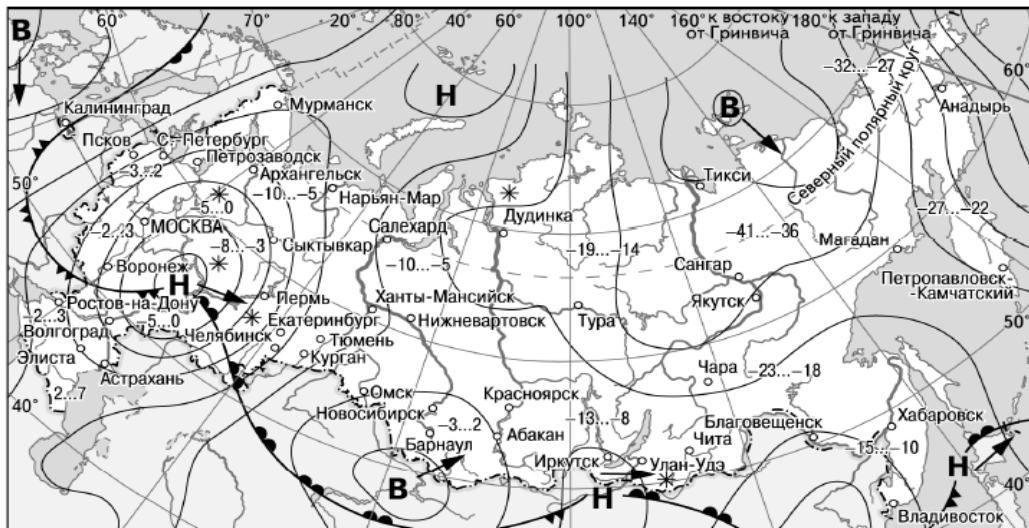 60° 70° 20° 80° 40° 60° 80° 100° 120° 140° 160° к востоку 180° к западу
от Гринвича от Гринвича
В
Н
В
−32...−27
Северный полярный круг
60°
Калининград
Мурманск
Анадырь
Псков
С.–Петербург
Петрозаводск
−3...2
Архангельск
−10...−5
Нарьян-Мар
Тикси
50°
−5...0
Дудинка
−27...−22
−2...3
МОСКВА
Салехард
−8...−3
Сыктывкар
−19...−14
−41...−36
Магадан
Воронеж
−10...−5
Сангар
Н
Петропавловск-
-Камчатский
Ростов-на-Дону
Пермь
Ханты-Мансийск
Якутск
−2...3
−5...0
Екатеринбург
Нижневартовск
Тура
50°
Волгоград
Челябинск
Тюмень
Элиста
Курган
Чара
−23...−18
Астрахань
2...7
Омск
Красноярск
40°
Новосибирск
−3...2
−13...−8
Благовещенск
Хабаровск
Барнаул
Абакан
Чита
−15...−10
Иркутск
Улан-Удэ
В
Н
Н
40°
Владивосток